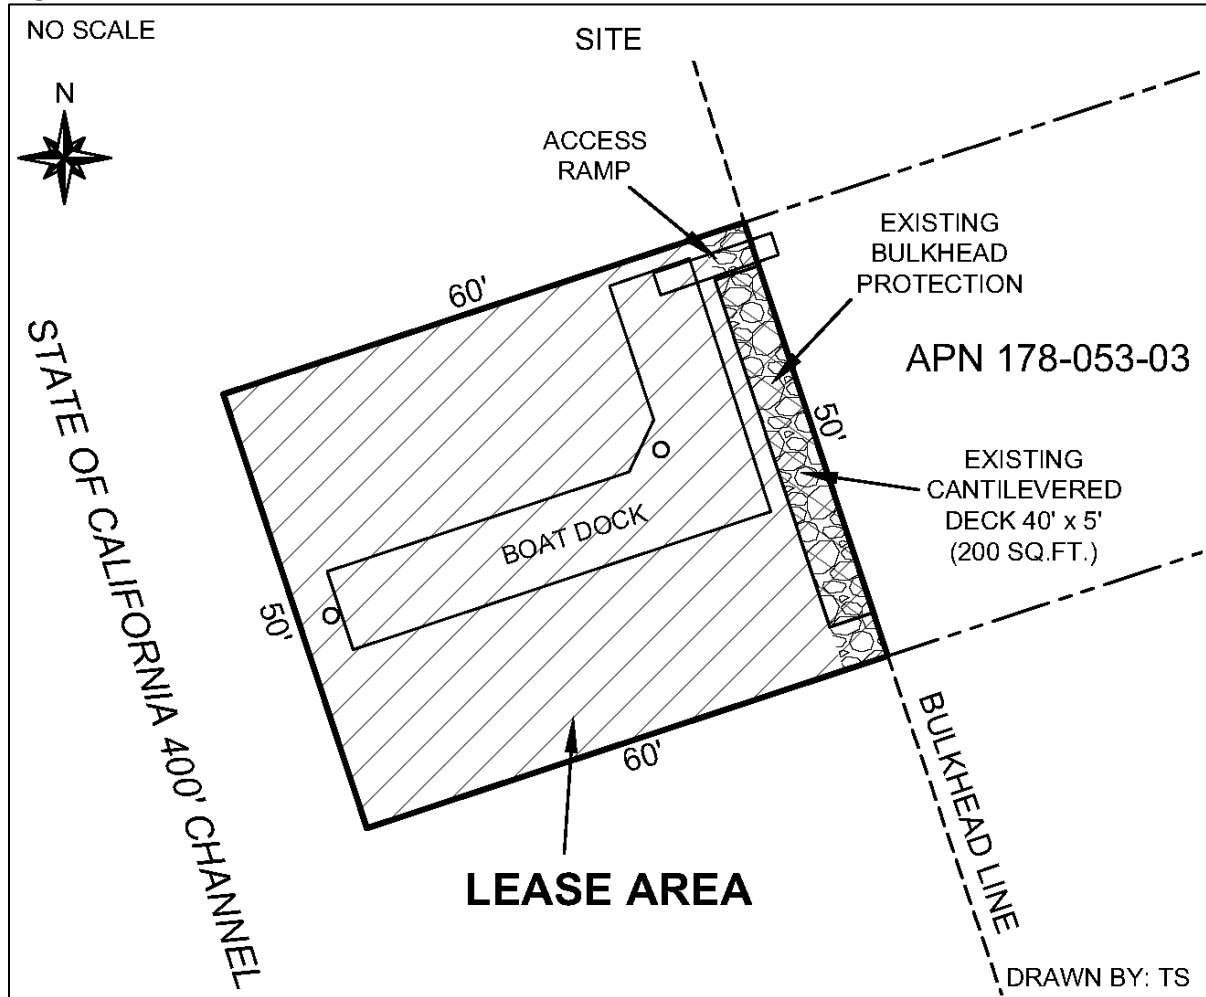 NO SCALE
SITE
N
ACCESS
RAMP
EXISTING
BULKHEAD
PROTECTION
60'
APN 178-053-03
STATE OF CALIFORNIA 400' CHANNEL
50'
EXISTING
CANTILEVERED
DECK 40' x 5'
(200 SQ.FT.)
BOAT DOCK
50'
60'
BULKHEAD LINE
LEASE AREA
DRAWN BY: TS